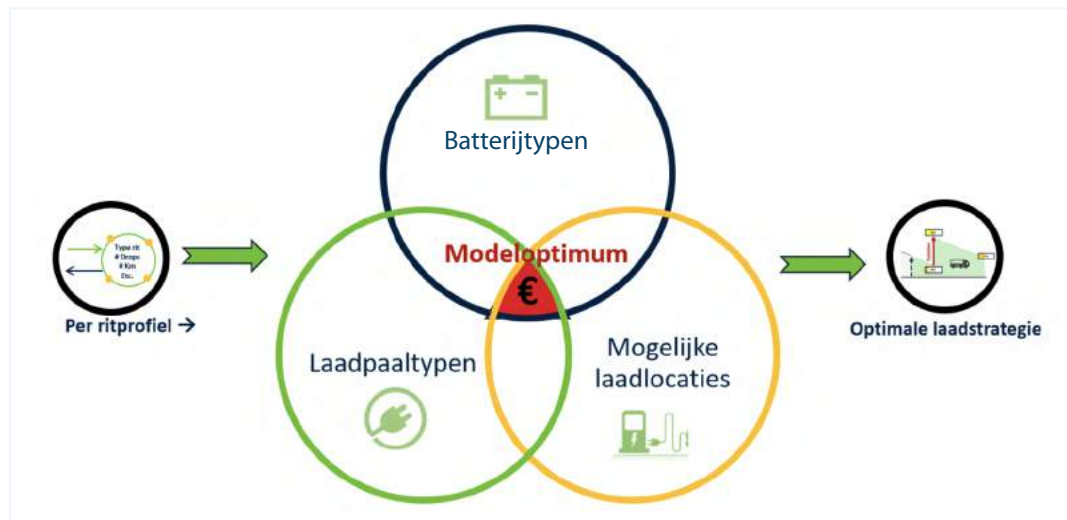 Batterijtypen
Type rit
# Drops
# Km
Etc.
Per ritprofiel →
Modeloptimum
€
Laadpaaltypen
Mogelijke
laadlocaties
Optimale laadstrategie